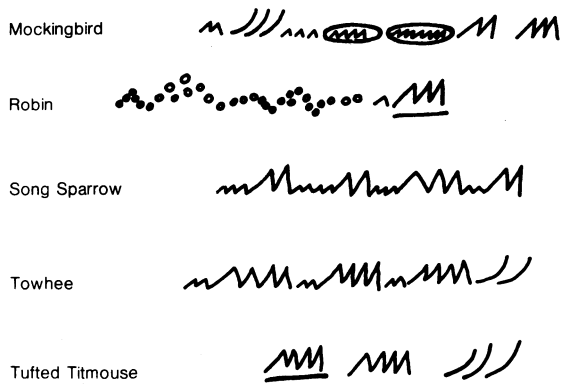 Mockingbird
Robin
Song Sparrow
Towhee
Tufted Titmouse